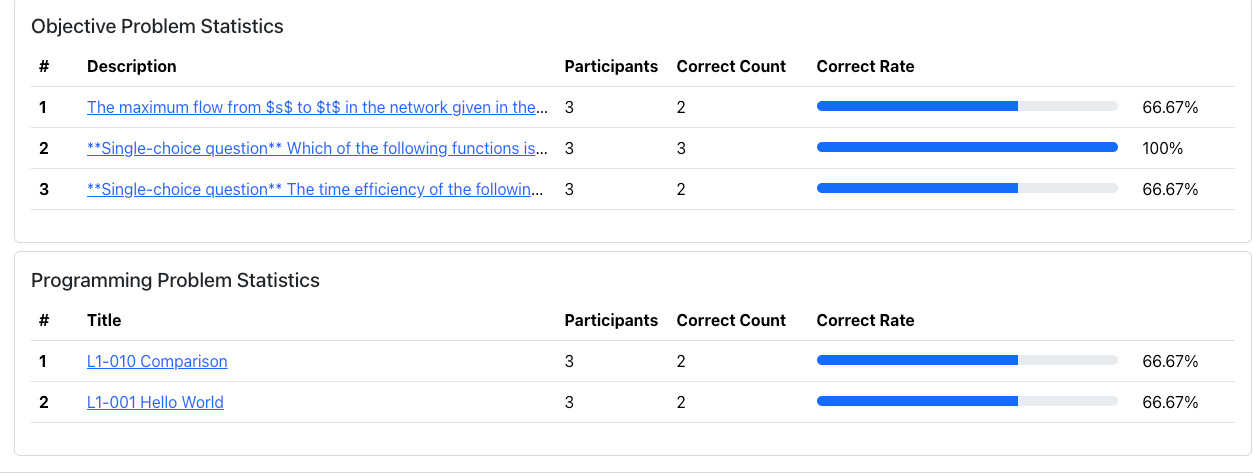 Objective Problem Statistics
# Description Participants Correct Count Correct Rate
1 The maximum flow from $s$ to $t$ in the network given in the... 3 2 66.67%
2 **Single-choice question** Which of the following functions is... 3 3 100%
3 **Single-choice question** The time efficiency of the followin... 3 2 66.67%
Programming Problem Statistics
# Title Participants Correct Count Correct Rate
1 L1-010 Comparison 3 2 66.67%
2 L1-001 Hello World 3 2 66.67%